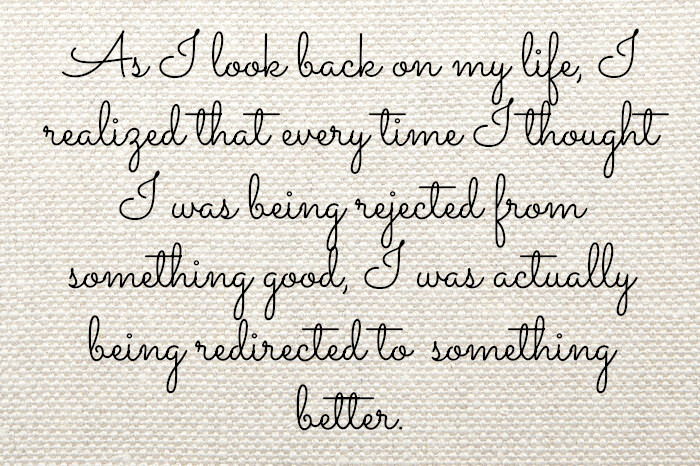 As I look back on my life, I
realized that every time I thought
I was being rejected from
something good, I was actually
being redirected to something
better.